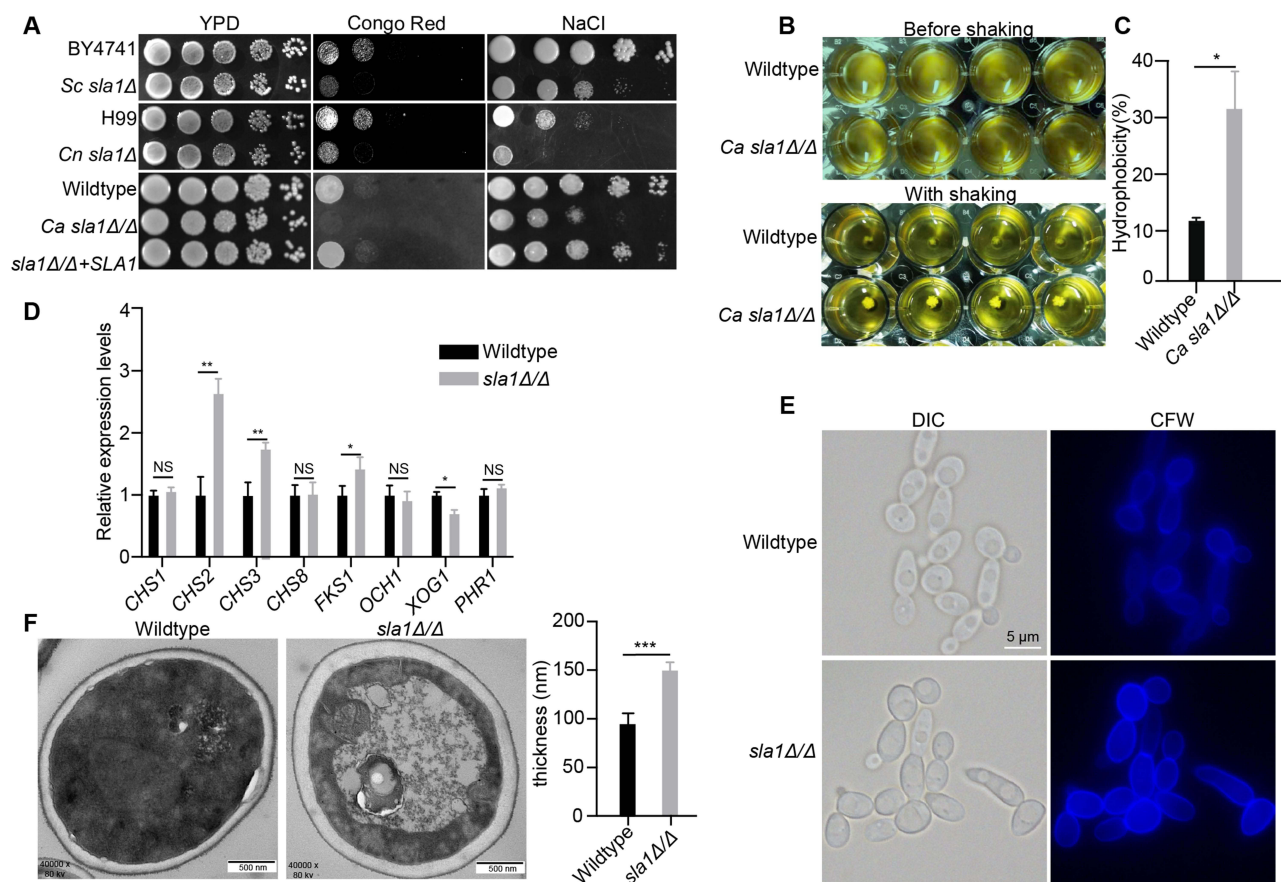 A
YPD
Congo Red
NaCl
BY4741
Sc sla1Δ
H99
Cn sla1Δ
Wildtype
Ca sla1Δ/Δ
sla1Δ/Δ+SLA1
B
Before shaking
Wildtype
Ca sla1Δ/Δ
With shaking
Wildtype
Ca sla1Δ/Δ
C
Hydrophobicity(%)
40
30
20
10
0
*
Wildtype
Ca sla1Δ/Δ
D
Relative expression levels
4
3
2
1
0
Wildtype
sla1Δ/Δ
NS
**
**
NS
*
NS
*
NS
CHS1
CHS2
CHS3
CHS8
FKS1
OCH1
XOG1
PHR1
E
DIC
CFW
Wildtype
5 µm
sla1Δ/Δ
F
Wildtype
sla1Δ/Δ
40000 x
80 kv
500 nm
40000 x
80 kv
500 nm
thickness (nm)
200
150
100
50
0
***
Wildtype
sla1Δ/Δ